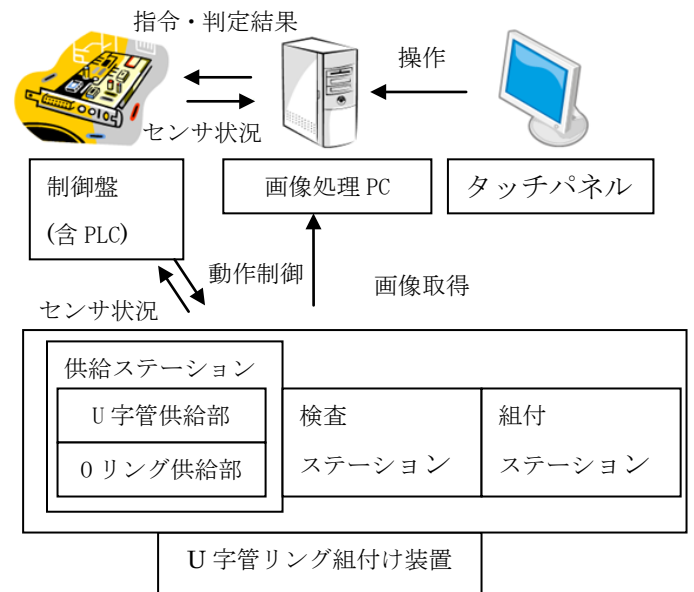 指令・判定結果
操作
センサ状況
制御盤
(含 PLC)
画像処理 PC
タッチパネル
動作制御
画像取得
センサ状況
供給ステーション
U 字管供給部
O リング供給部
検査
ステーション
組付
ステーション
U 字管リング組付け装置